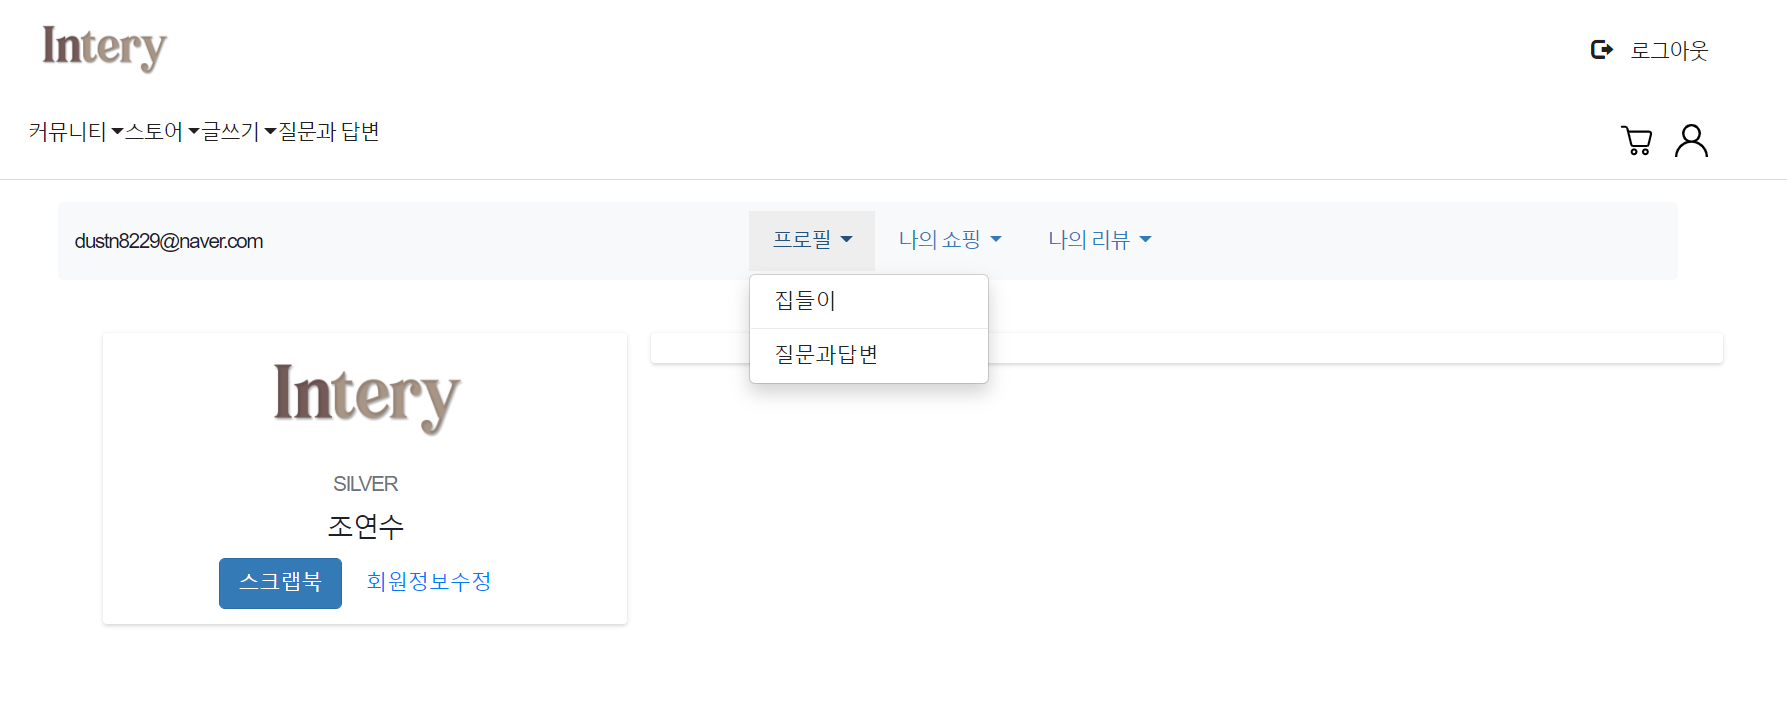 Intery
로그아웃
커뮤니티 스토어 글쓰기 질문과 답변
dustn8229@naver.com 프로필 나의 쇼핑 나의 리뷰
집들이
질문과답변
Intery
SILVER
조연수
스크랩북 회원정보수정